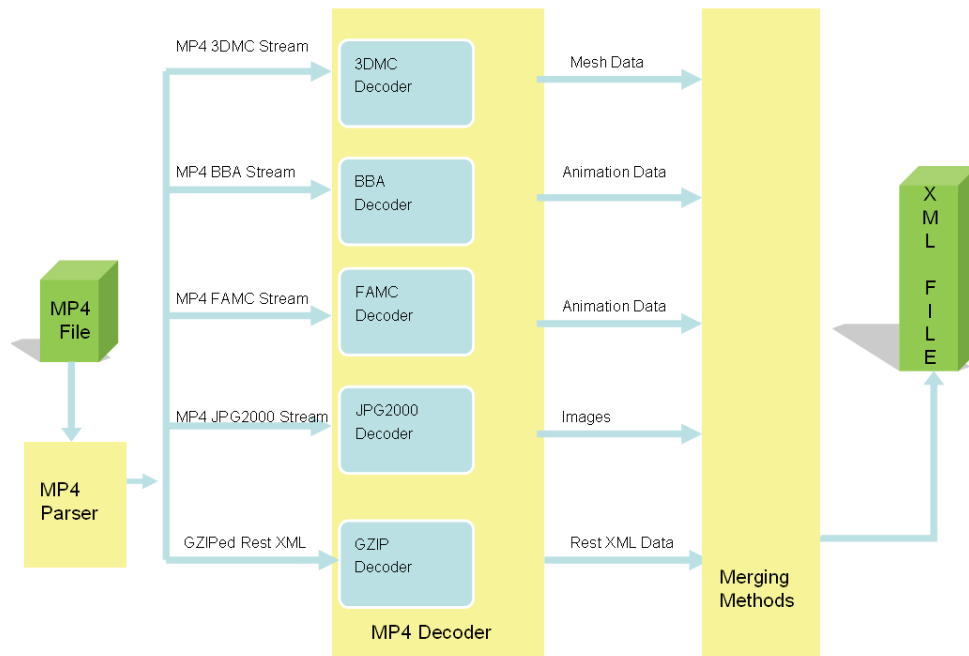 MP4 3DMC Stream
3DMC
Decoder
Mesh Data
MP4 BBA Stream
BBA
Decoder
Animation Data
MP4 FAMC Stream
FAMC
Decoder
Animation Data
MP4 JPG2000 Stream
JPG2000
Decoder
Images
GZIPed Rest XML
GZIP
Decoder
Rest XML Data
MP4
File
MP4
Parser
MP4 Decoder
Merging
Methods
X
M
L
F
I
L
E